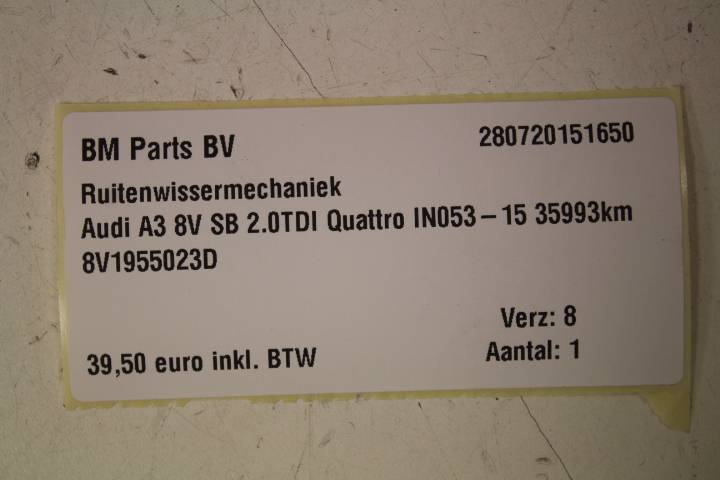 BM Parts BV 280720151650
Ruitenwissermechaniek
Audi A3 8V SB 2.0TDI Quattro IN053 – 15 35993km
8V1955023D
Verz: 8
39,50 euro inkl. BTW Aantal: 1